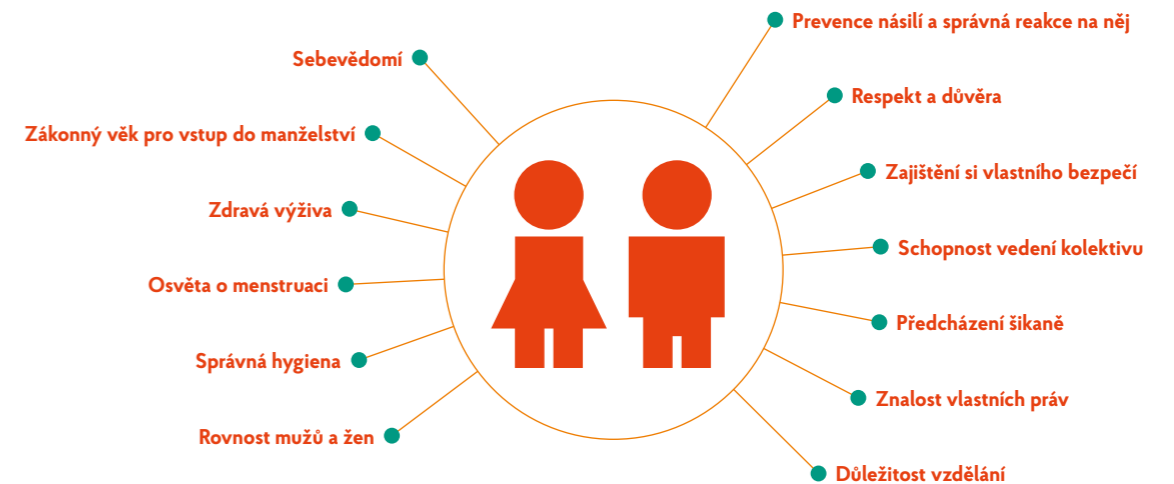 Sebevědomí
Zákonný věk pro vstup do manželství
Zdravá výživa
Osvěta o menstruaci
Správná hygiena
Rovnost mužů a žen
Prevence násilí a správná reakce na něj
Respekt a důvěra
Zajištění si vlastního bezpečí
Schopnost vedení kolektivu
Předcházení šikaně
Znalost vlastních práv
Důležitost vzdělání